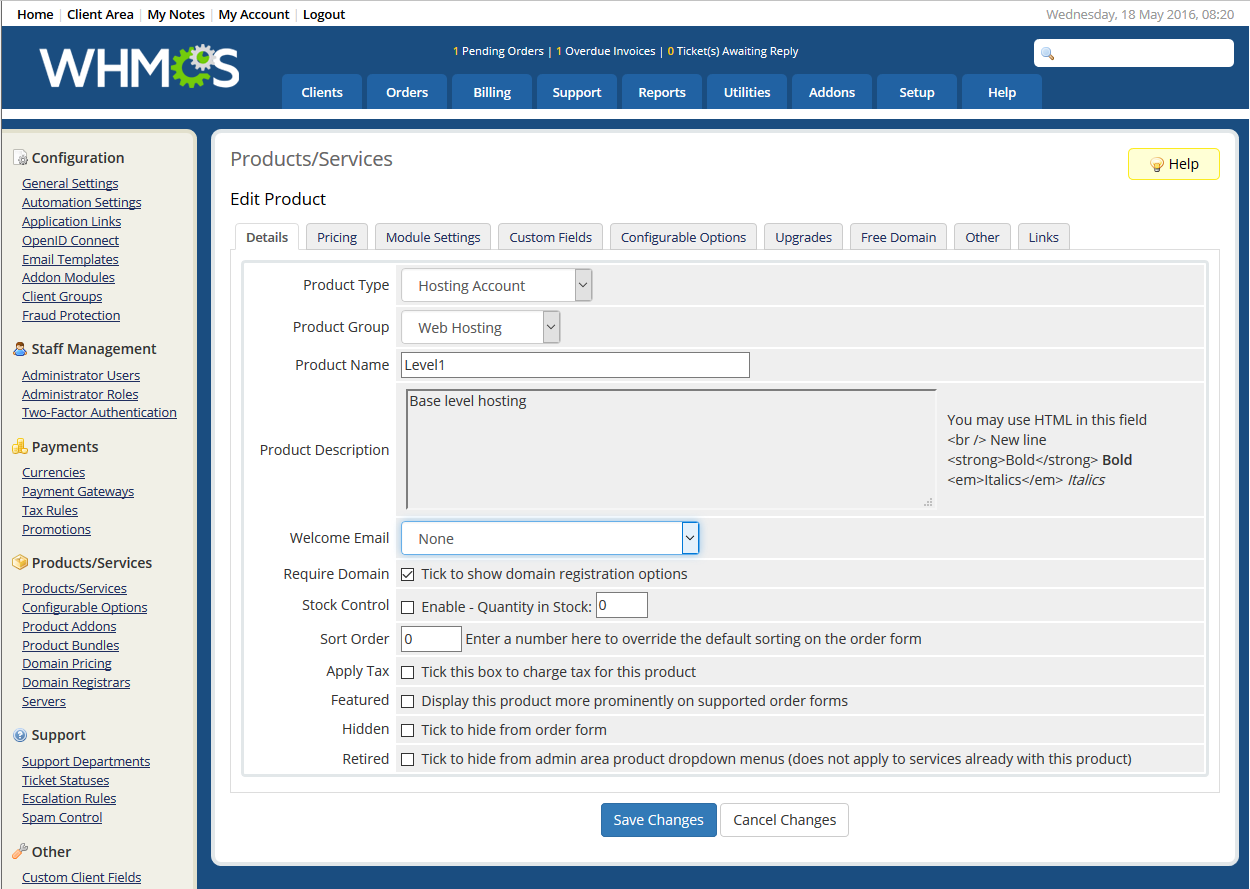 Home | Client Area | My Notes | My Account | Logout
Wednesday, 18 May 2016, 08:20
WHMCS
1 Pending Orders | 1 Overdue Invoices | 0 Ticket(s) Awaiting Reply
Clients Orders Billing Support Reports Utilities Addons Setup Help
Configuration
General Settings
Automation Settings
Application Links
OpenID Connect
Email Templates
Addon Modules
Client Groups
Fraud Protection
Staff Management
Administrator Users
Administrator Roles
Two-Factor Authentication
Payments
Currencies
Payment Gateways
Tax Rules
Promotions
Products/Services
Products/Services
Configurable Options
Product Addons
Product Bundles
Domain Pricing
Domain Registrars
Servers
Support
Support Departments
Ticket Statuses
Escalation Rules
Spam Control
Other
Custom Client Fields
Products/Services
Help
Edit Product
Details Pricing Module Settings Custom Fields Configurable Options Upgrades Free Domain Other Links
Product Type Hosting Account
Product Group Web Hosting
Product Name Level1
Product Description Base level hosting
You may use HTML in this field
<br /> New line
<strong>Bold</strong> Bold
<em>Italics</em> Italics
Welcome Email None
Require Domain Tick to show domain registration options
Stock Control Enable - Quantity in Stock: 0
Sort Order 0 Enter a number here to override the default sorting on the order form
Apply Tax Tick this box to charge tax for this product
Featured Display this product more prominently on supported order forms
Hidden Tick to hide from order form
Retired Tick to hide from admin area product dropdown menus (does not apply to services already with this product)
Save Changes Cancel Changes